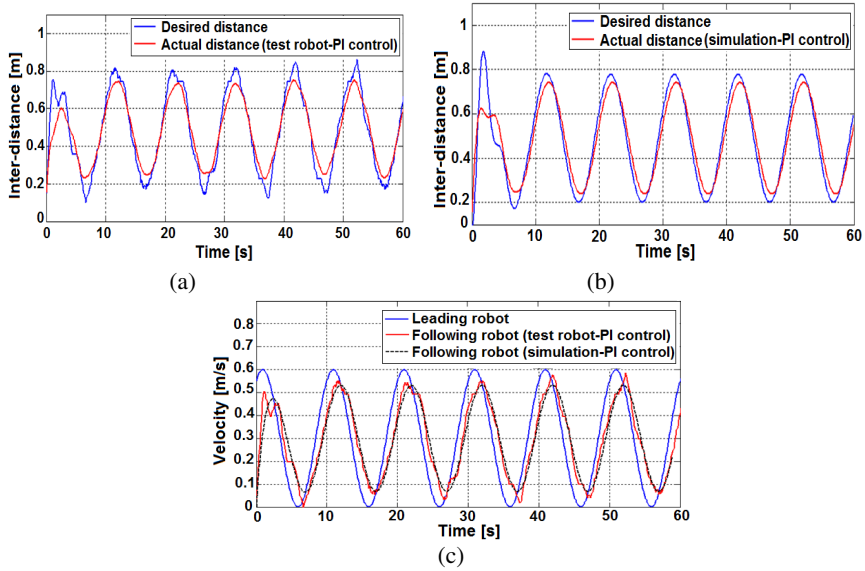 Desired distance
Actual distance (test robot-PI control)
Inter-distance [m]
1
0.8
0.6
0.4
0.2
0
0 10 20 30 40 50 60
Time [s]
(a)
Desired distance
Actual distance (simulation-PI control)
Inter-distance [m]
1
0.8
0.6
0.4
0.2
0
0 10 20 30 40 50 60
Time [s]
(b)
Leading robot
Following robot (test robot-PI control)
Following robot (simulation-PI control)
Velocity [m/s]
0.8
0.7
0.6
0.5
0.4
0.3
0.2
0.1
0
0 10 20 30 40 50 60
Time [s]
(c)